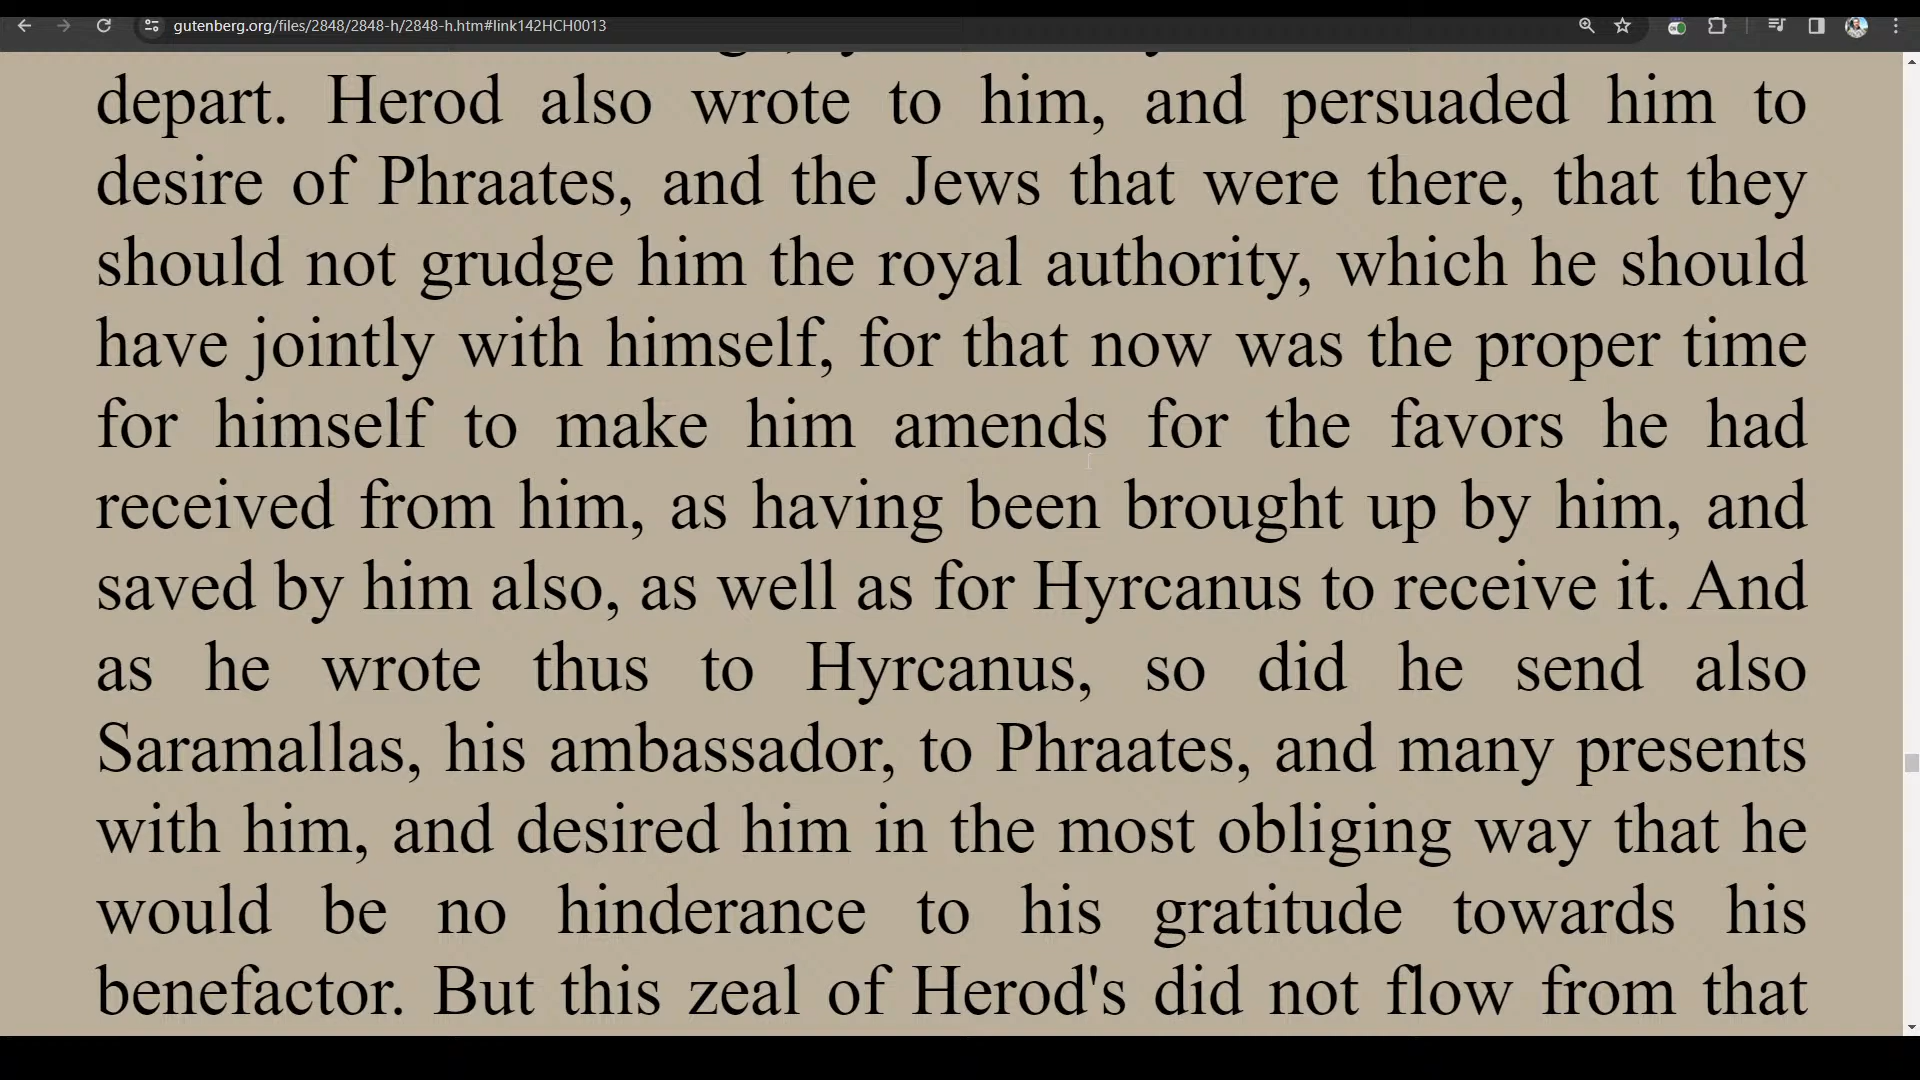 gutenberg.org/files/2848/2848-h/2848-h.htm#link142HCH0013
depart. Herod also wrote to him, and persuaded him to
desire of Phraates, and the Jews that were there, that they
should not grudge him the royal authority, which he should
have jointly with himself, for that now was the proper time
for himself to make him amends for the favors he had
received from him, as having been brought up by him, and
saved by him also, as well as for Hyrcanus to receive it. And
as he wrote thus to Hyrcanus, so did he send also
Saramallas, his ambassador, to Phraates, and many presents
with him, and desired him in the most obliging way that he
would be no hinderance to his gratitude towards his
benefactor. But this zeal of Herod's did not flow from that